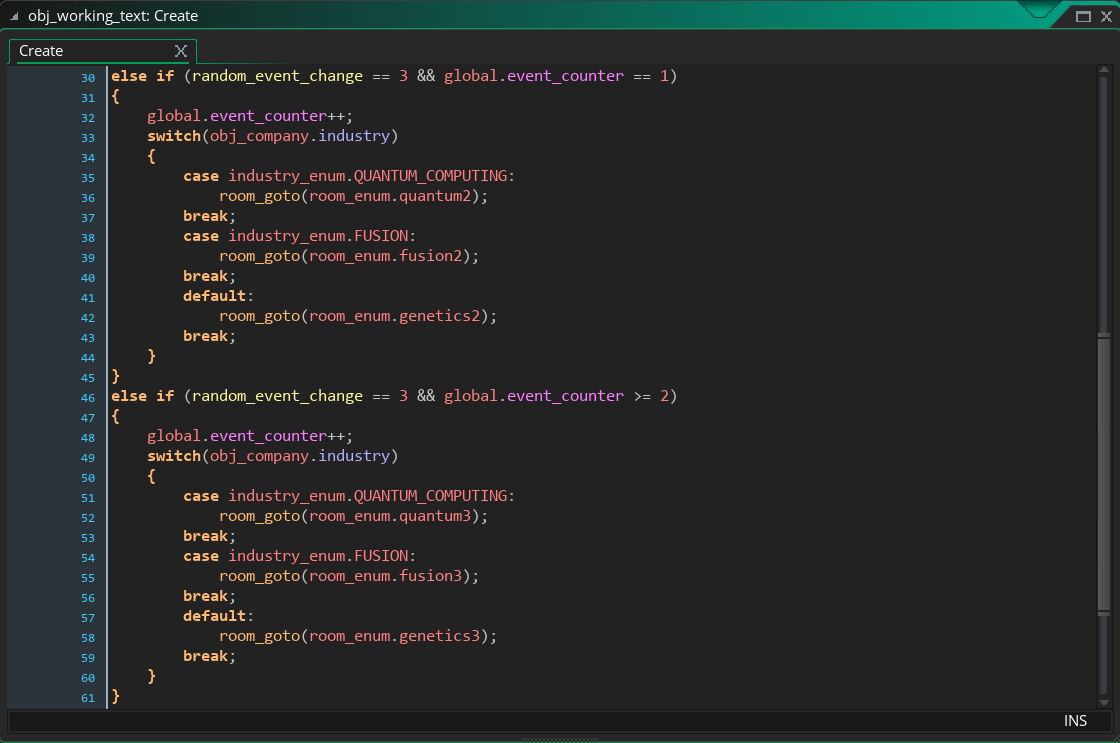 obj_working_text: Create
Create
30 else if (random_event_change == 3 && global.event_counter == 1)
31 {
32     global.event_counter++;
33     switch(obj_company.industry)
34     {
35         case industry_enum.QUANTUM_COMPUTING:
36             room_goto(room_enum.quantum2);
37         break;
38         case industry_enum.FUSION:
39             room_goto(room_enum.fusion2);
40         break;
41         default:
42             room_goto(room_enum.genetics2);
43         break;
44     }
45 }
46 else if (random_event_change == 3 && global.event_counter >= 2)
47 {
48     global.event_counter++;
49     switch(obj_company.industry)
50     {
51         case industry_enum.QUANTUM_COMPUTING:
52             room_goto(room_enum.quantum3);
53         break;
54         case industry_enum.FUSION:
55             room_goto(room_enum.fusion3);
56         break;
57         default:
58             room_goto(room_enum.genetics3);
59         break;
60     }
61 }
INS